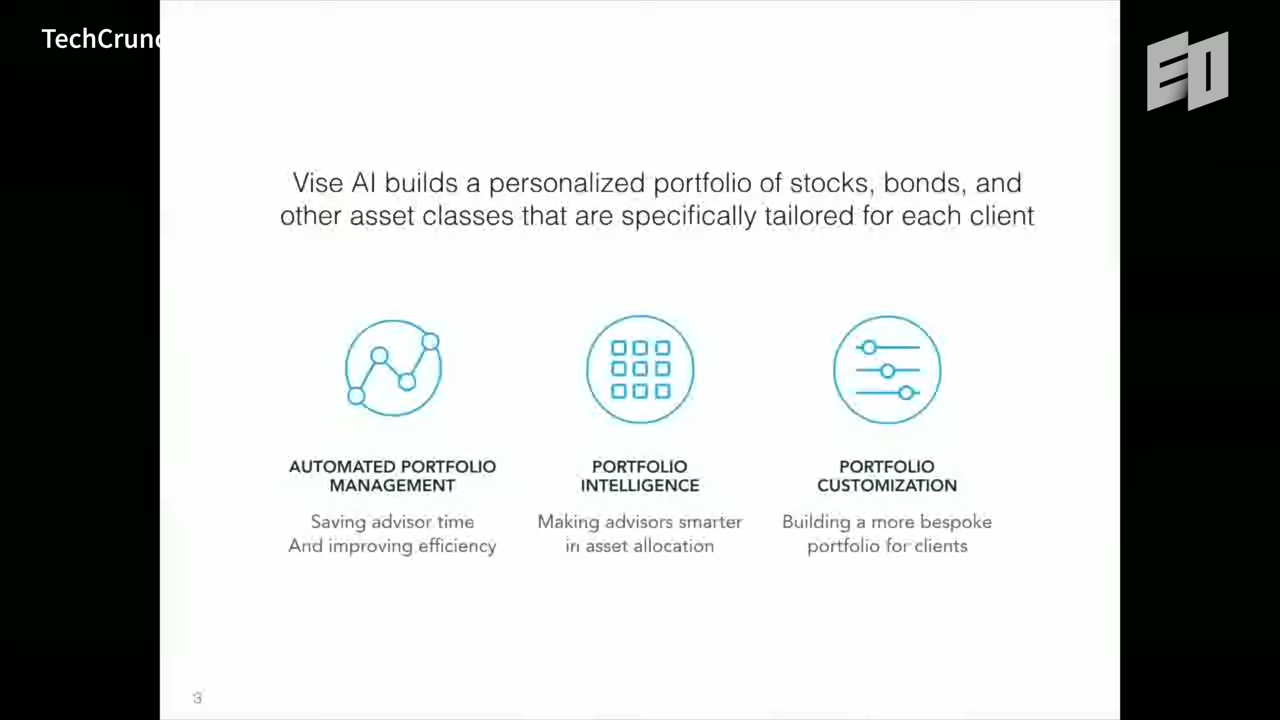 TechCrunc
EO
Vise AI builds a personalized portfolio of stocks, bonds, and
other asset classes that are specifically tailored for each client
AUTOMATED PORTFOLIO
MANAGEMENT
Saving advisor time
And improving efficiency
PORTFOLIO
INTELLIGENCE
Making advisors smarter
in asset allocation
PORTFOLIO
CUSTOMIZATION
Building a more bespoke
portfolio for clients
3